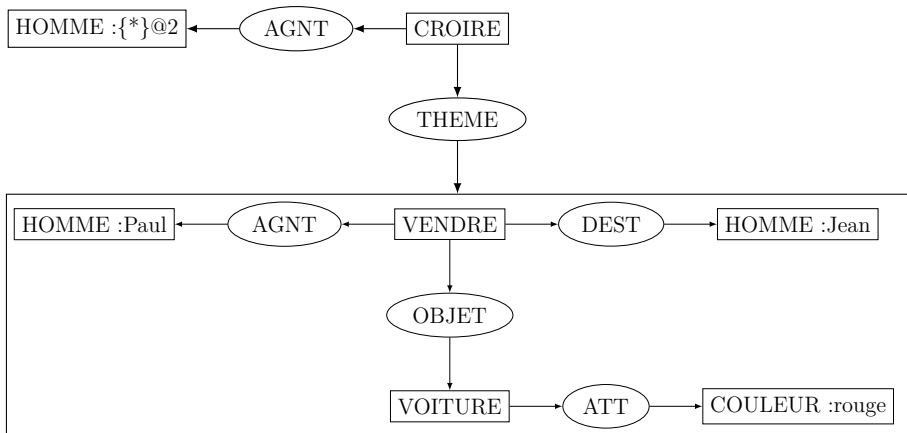 HOMME :{*}@2 AGNT CROIRE
THEME
HOMME :Paul AGNT VENDRE DEST HOMME :Jean
OBJET
VOITURE ATT COULEUR :rouge